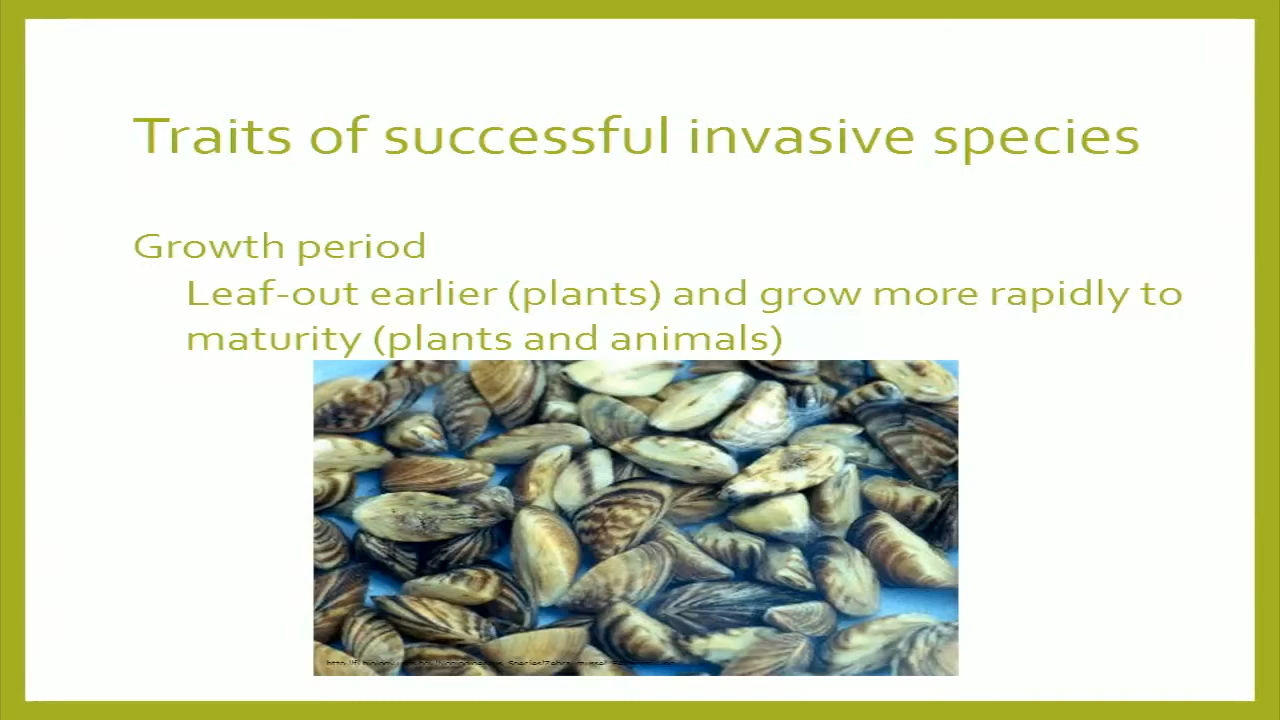 Traits of successful invasive species
Growth period
Leaf-out earlier (plants) and grow more rapidly to
maturity (plants and animals)